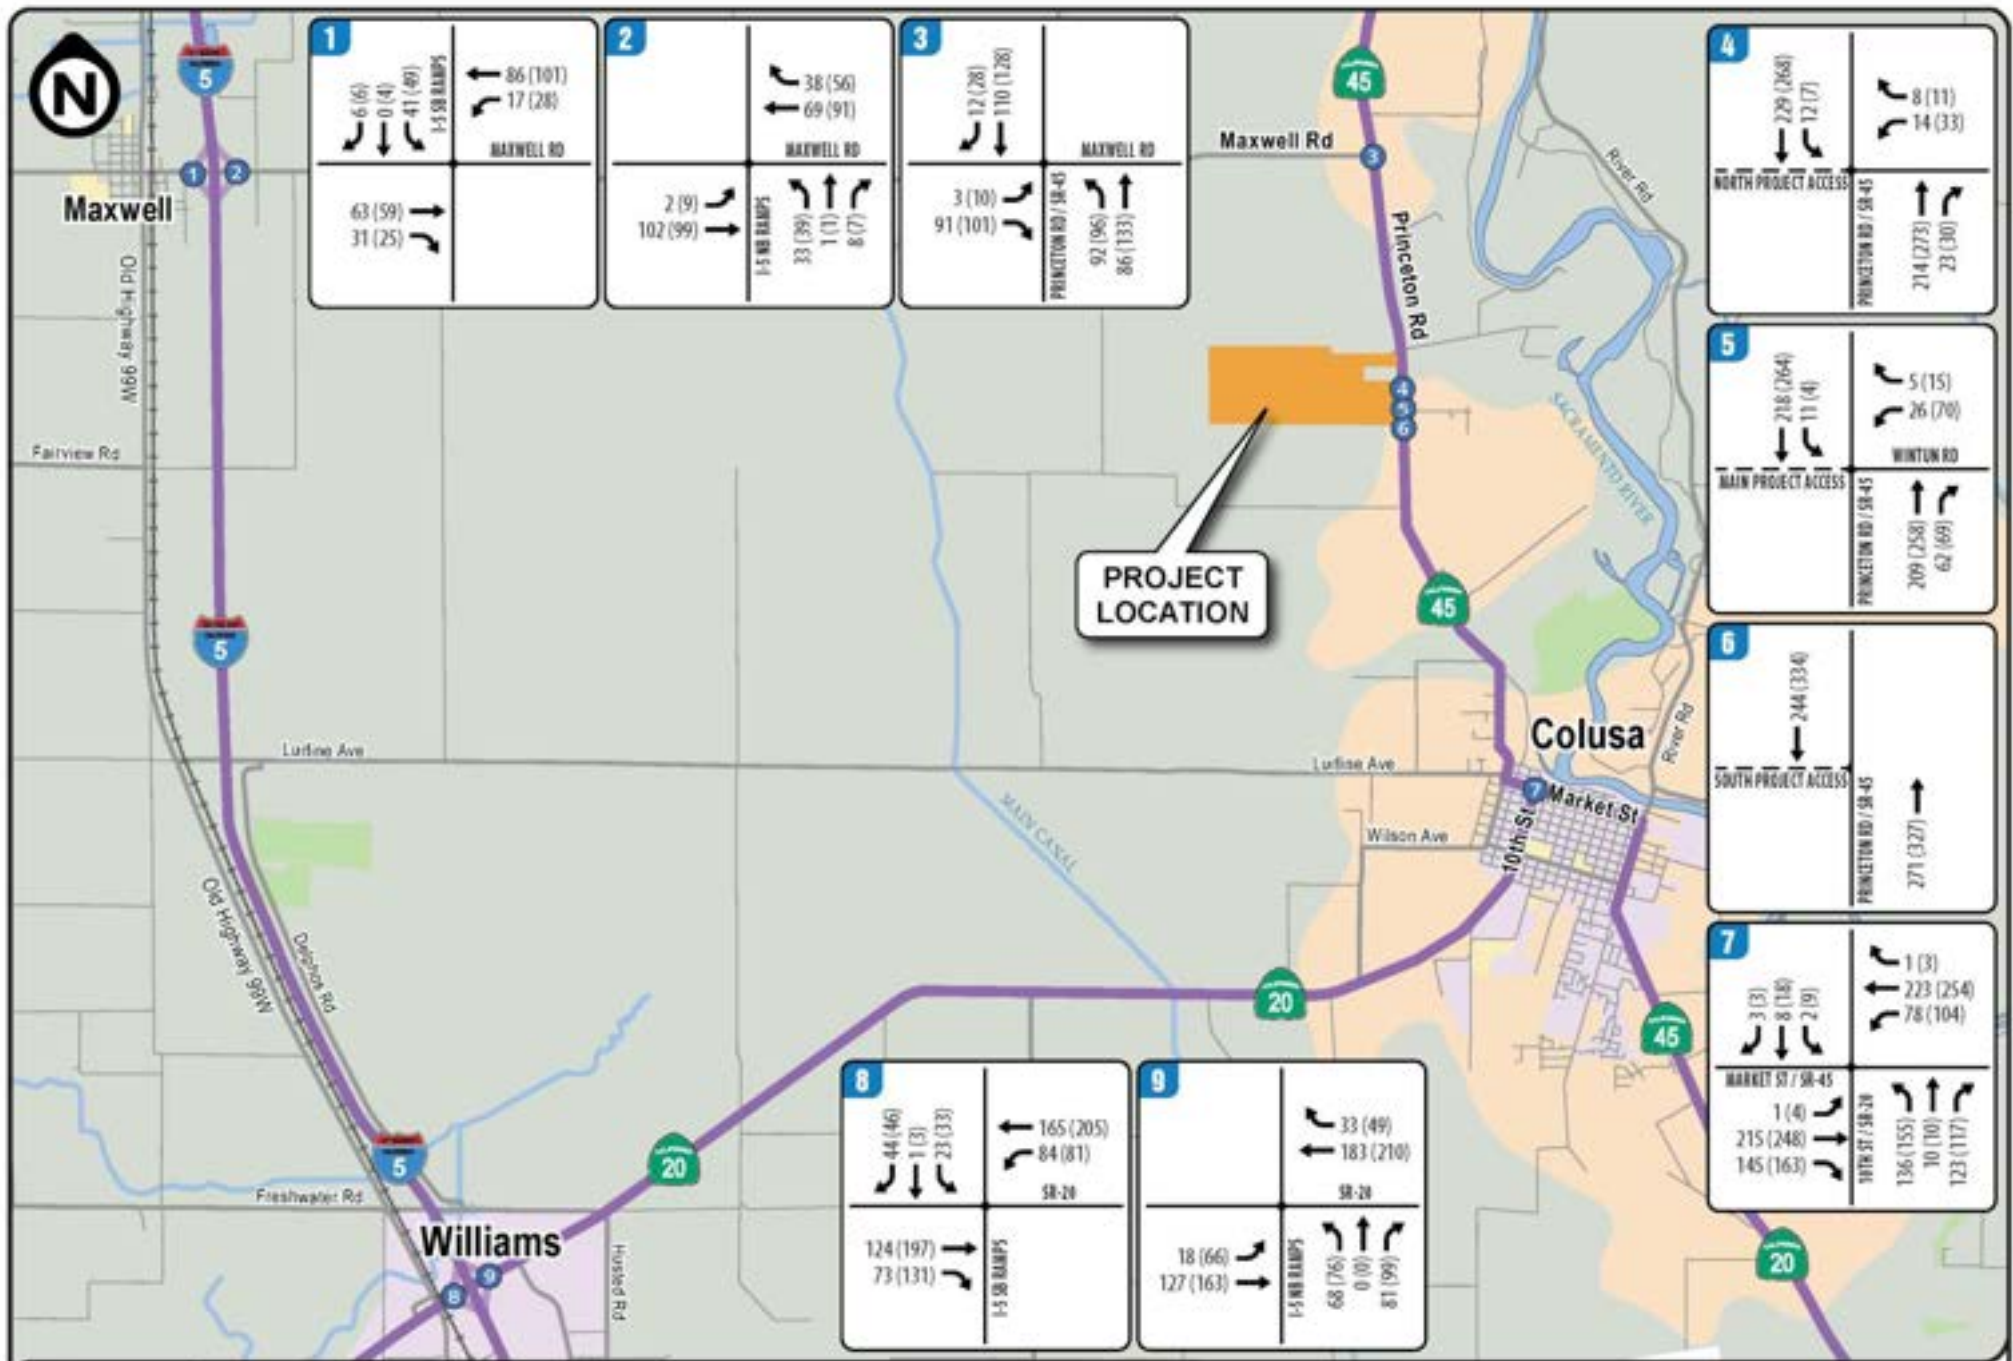 N
5
Maxwell
1
2
Old Highway 99W
1
6 (6)
0 (4)
41 (49)
I-5 SB RAMPS
86 (101)
17 (28)
MAXWELL RD
63 (59)
31 (25)
2
38 (56)
69 (91)
MAXWELL RD
2 (9)
102 (99)
I-5 NB RAMPS
33 (39)
1 (1)
8 (7)
3
12 (28)
110 (128)
MAXWELL RD
3 (10)
91 (101)
PRINCETON RD / SR-45
92 (96)
86 (133)
45
Maxwell Rd
3
Princeton Rd
River Rd
4
229 (268)
12 (7)
8 (11)
14 (33)
NORTH PROJECT ACCESS
PRINCETON RD / SR-45
214 (273)
23 (30)
4
5
6
SACRAMENTO RIVER
5
218 (264)
11 (4)
5 (15)
26 (70)
WINTUN RD
MAIN PROJECT ACCESS
PRINCETON RD / SR-45
209 (258)
62 (69)
Fairview Rd
PROJECT
LOCATION
45
5
6
244 (334)
SOUTH PROJECT ACCESS
PRINCETON RD / SR-45
271 (327)
Colusa
River Rd
Lurline Ave
Lurline Ave
7
Market St
10th St
Wilson Ave
MAIN CANAL
Old Highway 99W
Delphos Rd
7
3 (3)
8 (18)
2 (9)
1 (3)
223 (254)
78 (104)
MARKET ST / SR-45
1 (4)
215 (248)
145 (163)
10TH ST / SR-20
136 (155)
10 (10)
123 (117)
20
45
8
44 (46)
1 (3)
23 (33)
165 (205)
84 (81)
SR-20
124 (197)
73 (131)
I-5 SB RAMPS
9
33 (49)
183 (210)
SR-20
18 (66)
127 (163)
I-5 NB RAMPS
68 (76)
0 (0)
81 (99)
5
20
Freshwater Rd
Williams
Husted Rd
9
8
20